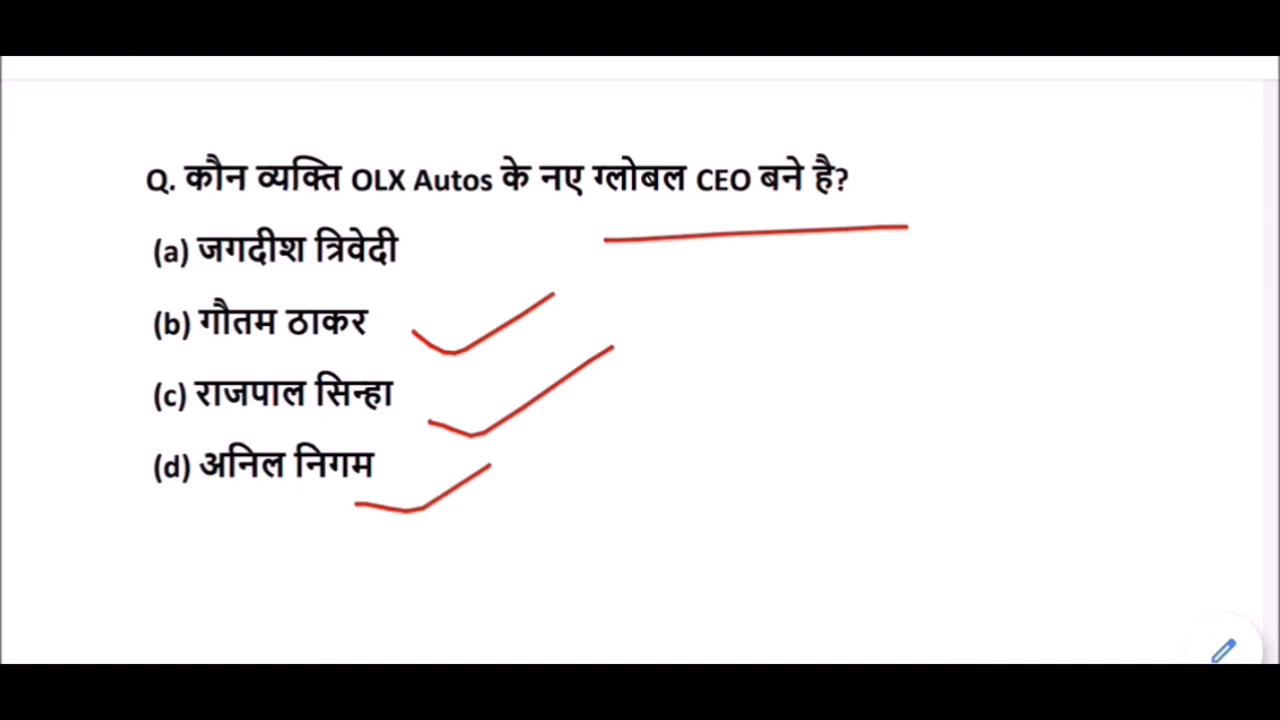 Q. कौन व्यक्ति OLX Autos के नए ग्लोबल CEO बने है?
(a) जगदीश त्रिवेदी
(b) गौतम ठाकर
(c) राजपाल सिन्हा
(d) अनिल निगम